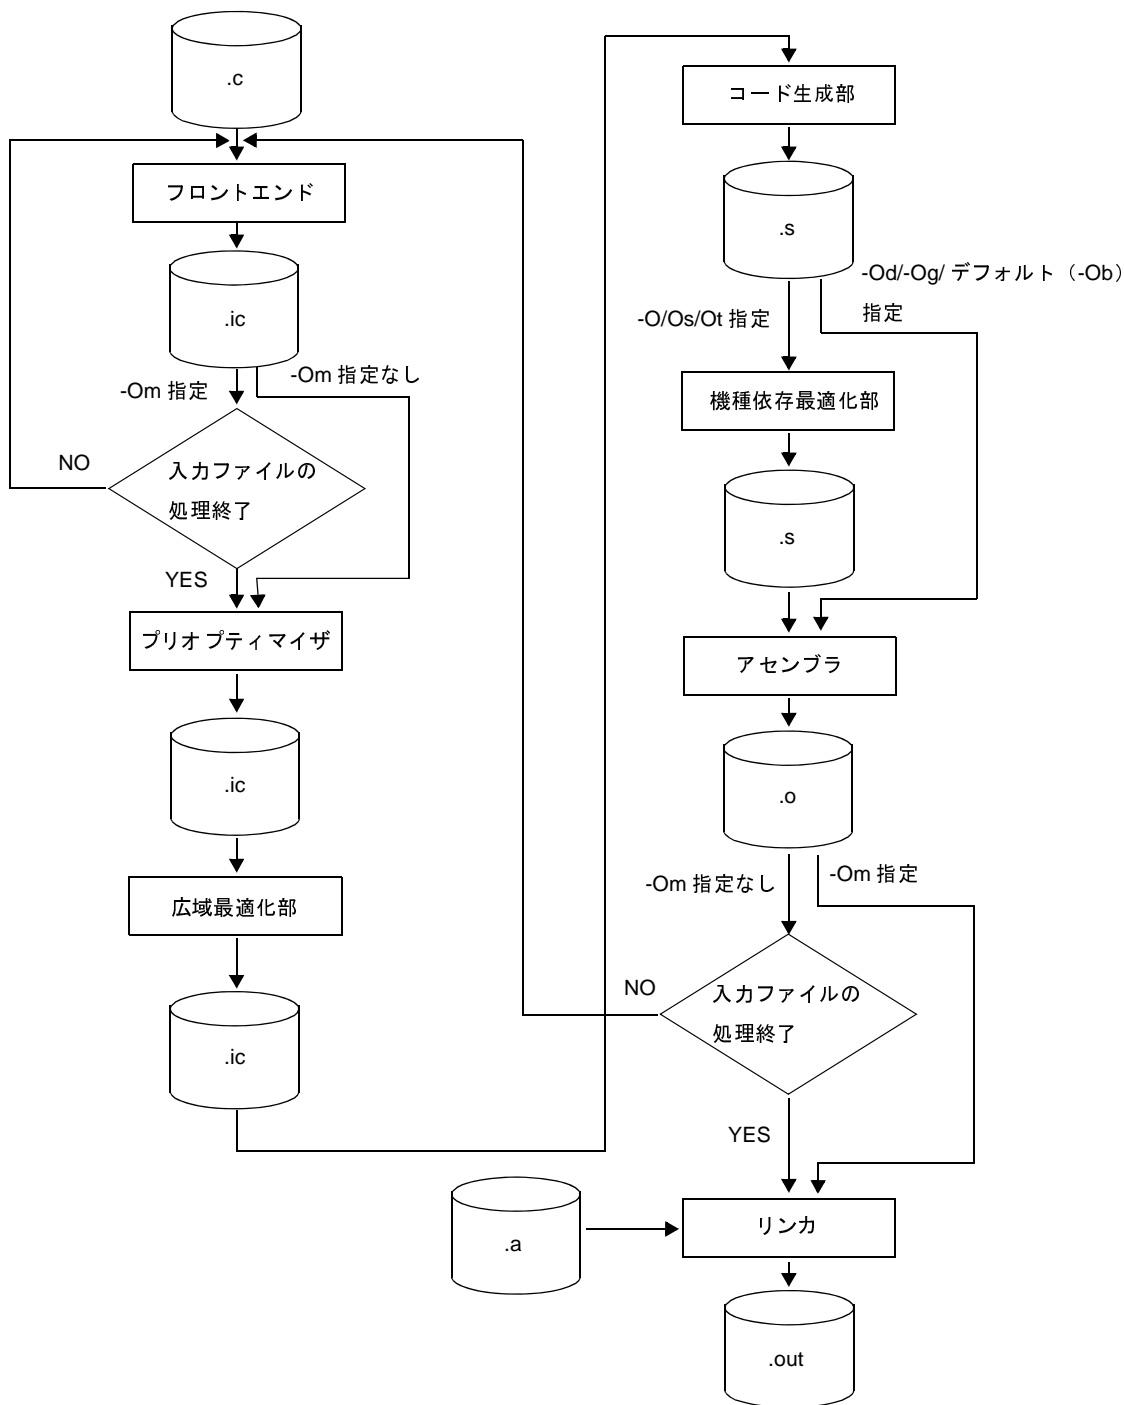 .c
フロントエンド
.ic
-Om 指定
-Om 指定なし
NO
入力ファイルの
処理終了
YES
プリオプティマイザ
.ic
広域最適化部
.ic
コード生成部
.s
-O/Os/Ot 指定
-Od/-Og/ デフォルト（-Ob）
指定
機種依存最適化部
.s
アセンブラ
.o
-Om 指定なし
-Om 指定
NO
入力ファイルの
処理終了
YES
.a
リンカ
.out